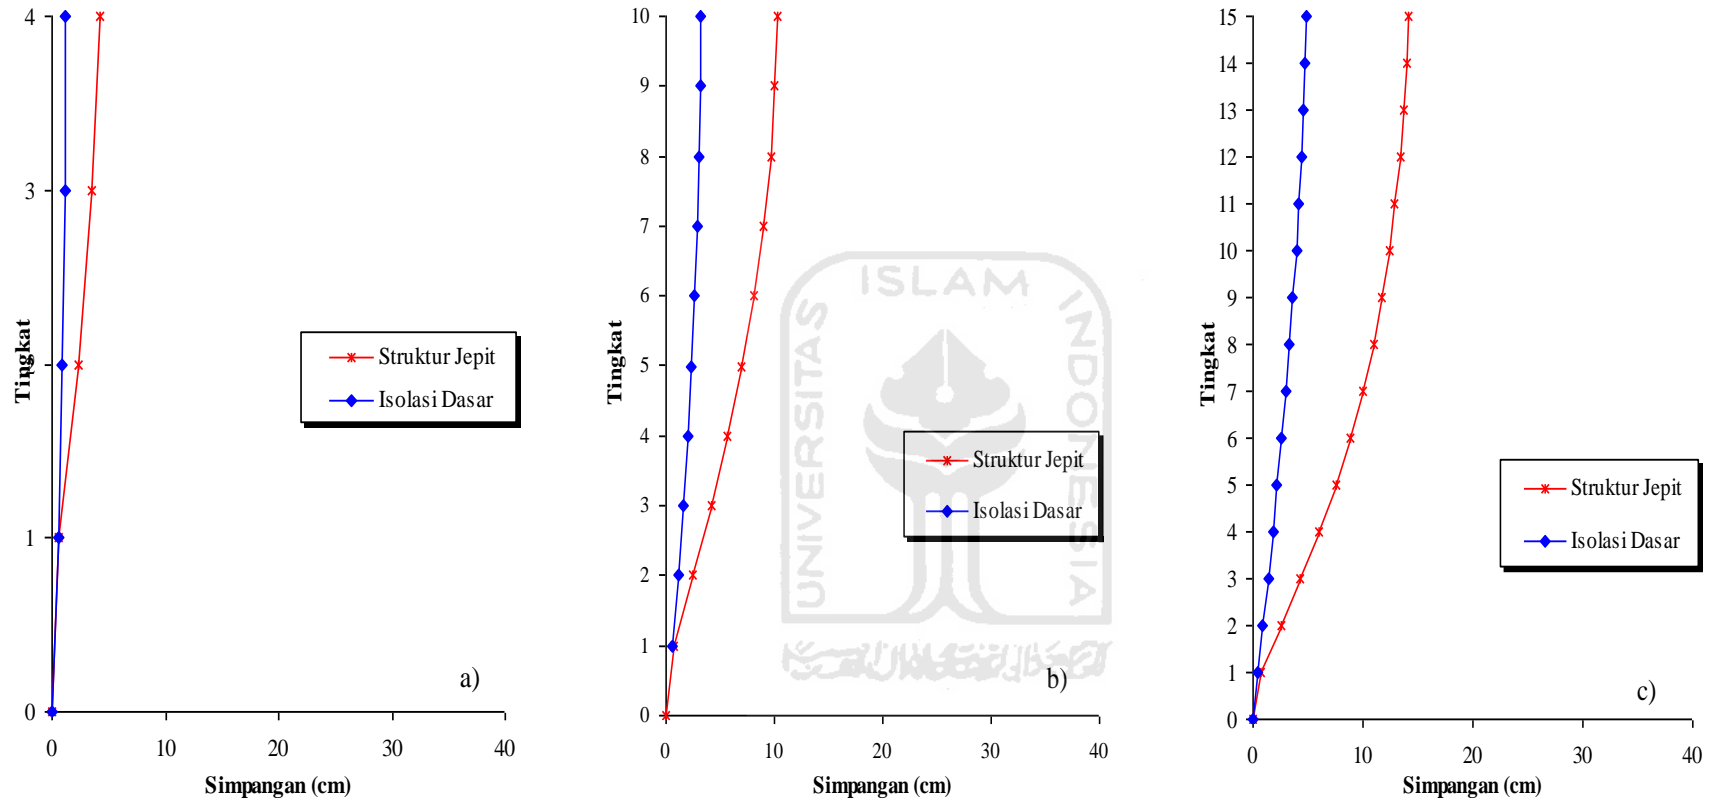 4
3
2
1
0
0 10 20 30 40
Tingkat
Simpangan (cm)
Struktur Jepit
Isolasi Dasar
a)
10
9
8
7
6
5
4
3
2
1
0
0 10 20 30 40
Tingkat
Simpangan (cm)
Struktur Jepit
Isolasi Dasar
b)
UNIVERSITAS
ISLAM
INDONESIA
15
14
13
12
11
10
9
8
7
6
5
4
3
2
1
0
0 10 20 30 40
Tingkat
Simpangan (cm)
Struktur Jepit
Isolasi Dasar
c)